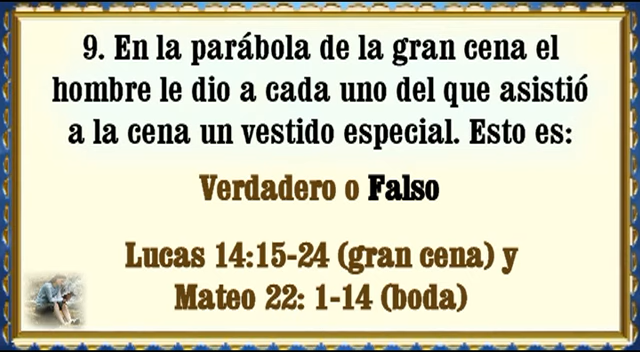 9. En la parábola de la gran cena el
hombre le dio a cada uno del que asistió
a la cena un vestido especial. Esto es:
Verdadero o Falso
Lucas 14:15-24 (gran cena) y
Mateo 22: 1-14 (boda)